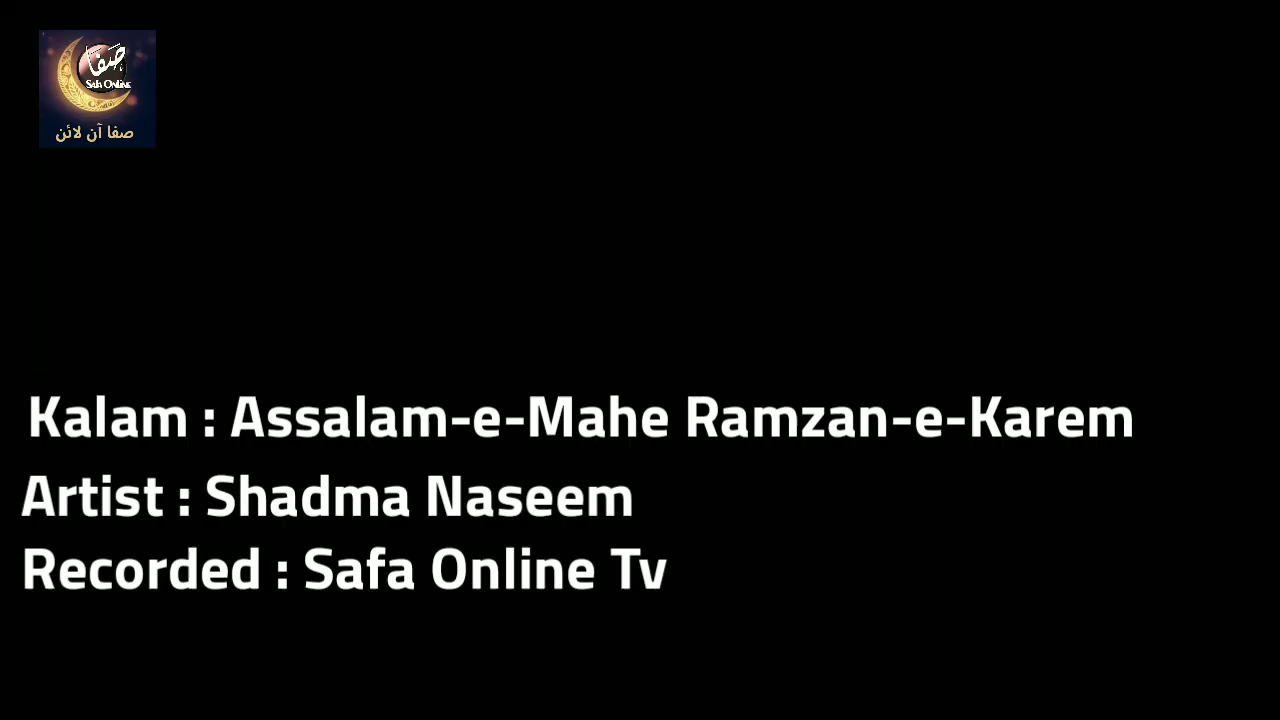 صفا
Safa Online
صفا آن لائن
Kalam : Assalam-e-Mahe Ramzan-e-Karem
Artist : Shadma Naseem
Recorded : Safa Online Tv